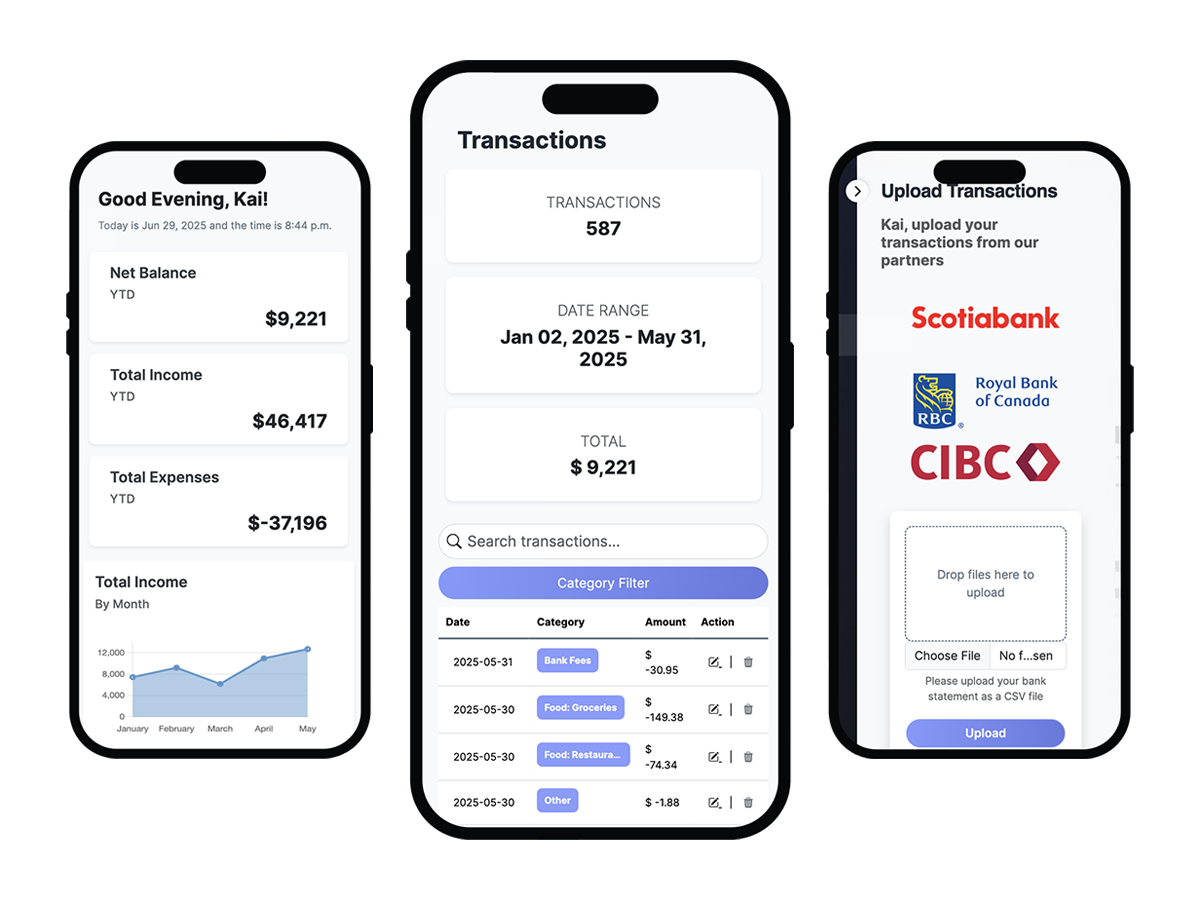 Good Evening, Kai!
Today is Jun 29, 2025 and the time is 8:44 p.m.
Net Balance
YTD
$9,221
Total Income
YTD
$46,417
Total Expenses
YTD
$-37,196
Total Income
By Month
12,000
8,000
4,000
0
January February March April May
Transactions
TRANSACTIONS
587
DATE RANGE
Jan 02, 2025 - May 31,
2025
TOTAL
$ 9,221
Search transactions...
Category Filter
Date Category Amount Action
2025-05-31 Bank Fees $
-30.95 |
2025-05-30 Food: Groceries $
-149.38 |
2025-05-30 Food: Restaura... $
-74.34 |
2025-05-30 Other $ -1.88 |
Upload Transactions
Kai, upload your
transactions from our
partners
Scotiabank
Royal Bank
of Canada
RBC ®
CIBC
Drop files here to
upload
Choose File No f...sen
Please upload your bank
statement as a CSV file
Upload